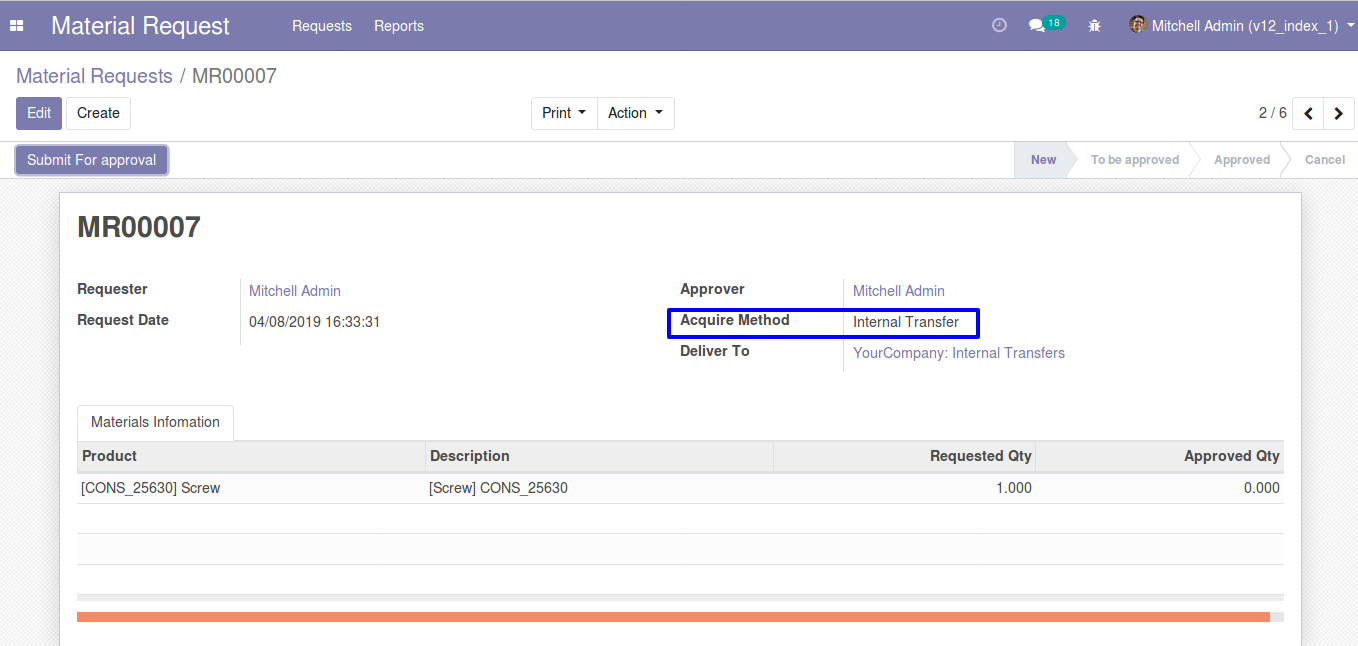 Material Request Requests Reports 18 Mitchell Admin (v12_index_1)
Material Requests / MR00007
Edit Create Print Action 2 / 6
Submit For approval New To be approved Approved Cancel
MR00007
Requester Mitchell Admin Approver Mitchell Admin
Request Date 04/08/2019 16:33:31 Acquire Method Internal Transfer
Deliver To YourCompany: Internal Transfers
Materials Infomation
Product Description Requested Qty Approved Qty
[CONS_25630] Screw [Screw] CONS_25630 1.000 0.000